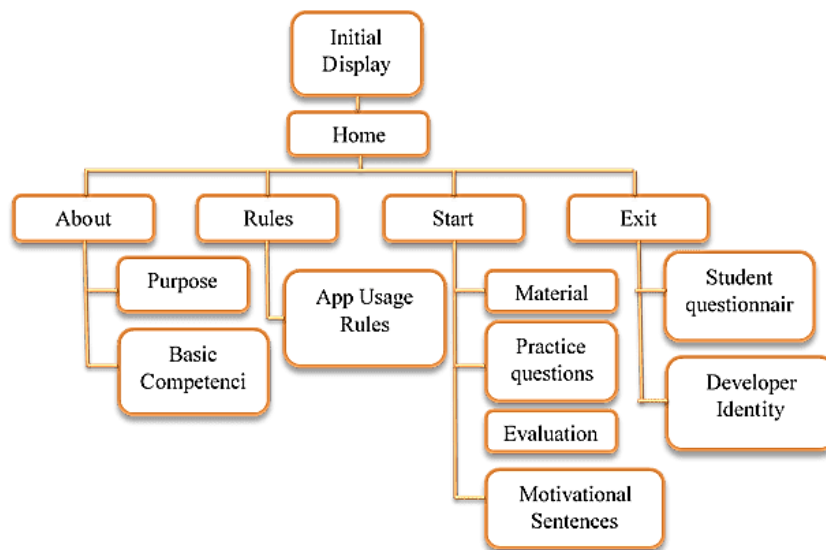 Initial
Display
Home
About
Rules
Start
Exit
Purpose
Basic
Competenci
App Usage
Rules
Material
Practice
questions
Evaluation
Motivational
Sentences
Student
questionnair
Developer
Identity